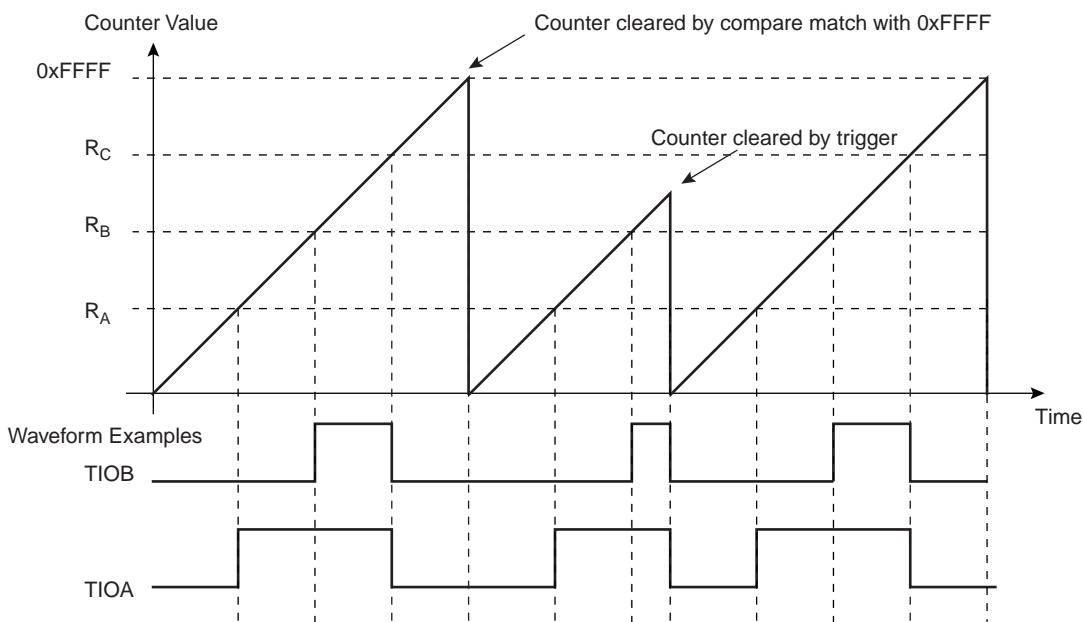 Counter Value
Counter cleared by compare match with 0xFFFF
0xFFFF
Counter cleared by trigger
RC
RB
RA
Time
Waveform Examples
TIOB
TIOA